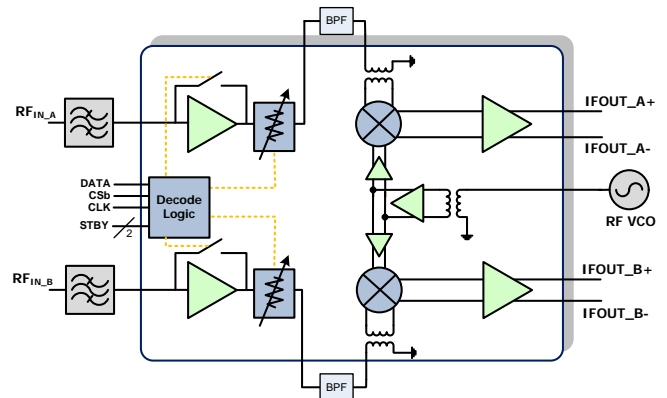 BPF
IFOUT_A+
RFIN_A
IFOUT_A-
DATA
CSb
CLK
STBY
2
Decode
Logic
RF VCO
RFIN_B
IFOUT_B+
IFOUT_B-
BPF